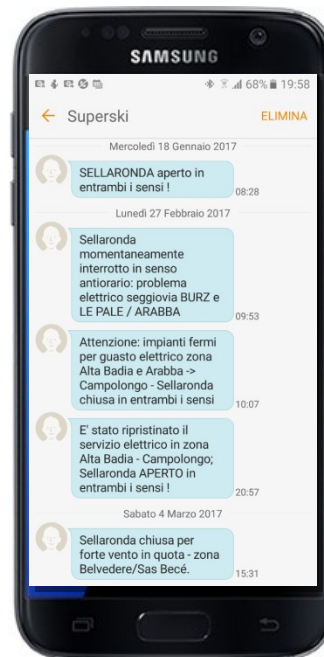 SAMSUNG
68% 19:58
Superski
ELIMINA
Mercoledì 18 Gennaio 2017
SELLARONDA aperto in
entrambi i sensi !
08:28
Lunedì 27 Febbraio 2017
Sellaronda
momentaneamente
interrotto in senso
antiorario: problema
elettrico seggiovia BURZ e
LE PALE / ARABBA
09:53
Attenzione: impianti fermi
per guasto elettrico zona
Alta Badia e Arabba ->
Campolongo - Sellaronda
chiusa in entrambi i sensi
10:07
E' stato ripristinato il
servizio elettrico in zona
Alta Badia - Campolongo;
Sellaronda APERTO in
entrambi i sensi !
20:57
Sabato 4 Marzo 2017
Sellaronda chiusa per
forte vento in quota - zona
Belvedere/Sas Becé.
15:31